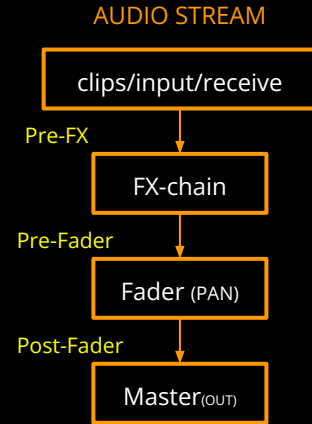 AUDIO STREAM
clips/input/receive
Pre-FX
FX-chain
Pre-Fader
Fader (PAN)
Post-Fader
Master(OUT)